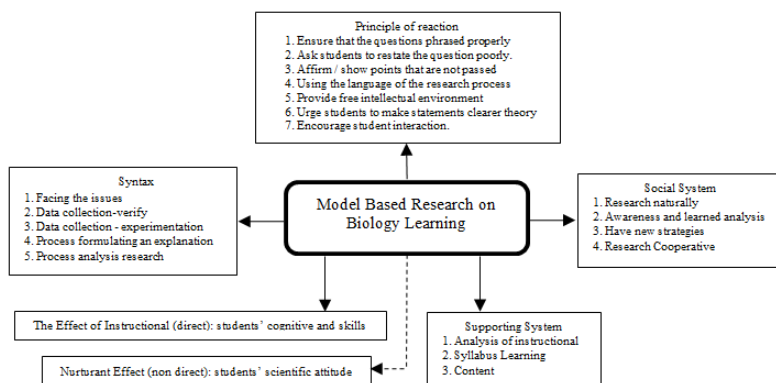 Principle of reaction
1. Ensure that the questions phrased properly
2. Ask students to restate the question poorly.
3. Affirm / show points that are not passed
4. Using the language of the research process
5. Provide free intellectual environment
6. Urge students to make statements clearer theory
7. Encourage student interaction.
Syntax
1. Facing the issues
2. Data collection-verify
3. Data collection - experimentation
4. Process formulating an explanation
5. Process analysis research
Model Based Research on
Biology Learning
Social System
1. Research naturally
2. Awareness and learned analysis
3. Have new strategies
4. Research Cooperative
The Effect of Instructional (direct): students' cognitive and skills
Nurturant Effect (non direct): students' scientific attitude
Supporting System
1. Analysis of instructional
2. Syllabus Learning
3. Content